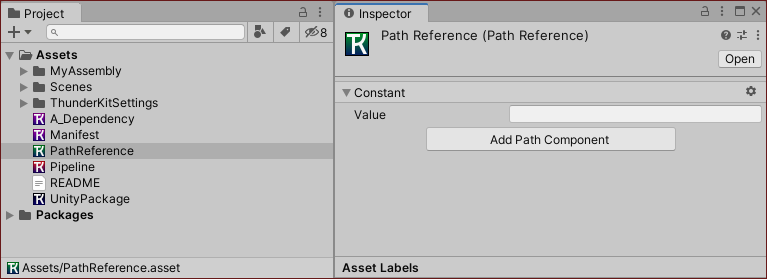 Project
8
Assets
MyAssembly
Scenes
ThunderKitSettings
A_Dependency
Manifest
PathReference
Pipeline
README
UnityPackage
Packages
Assets/PathReference.asset
Inspector
Path Reference (Path Reference)
Open
Constant
Value
Add Path Component
Asset Labels